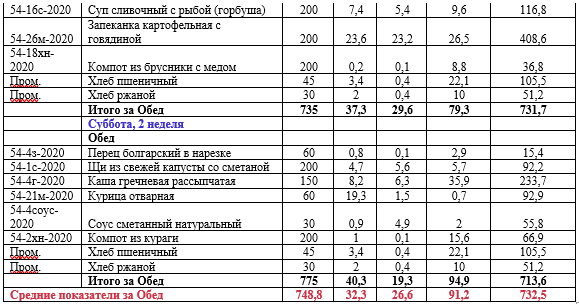 54-16с-2020 Суп сливочный с рыбой (горбуша) 200 7,4 5,4 9,6 116,8
Запеканка картофельная с
54-26м-2020 говядиной 200 23,6 23,2 26,5 408,6
54-18хн-
2020 Компот из брусники с медом 200 0,2 0,1 8,8 36,8
Пром. Хлеб пшеничный 45 3,4 0,4 22,1 105,5
Пром. Хлеб ржаной 30 2 0,4 10 51,2
Итого за Обед 735 37,3 29,6 79,3 731,7
Суббота, 2 неделя
Обед
54-4з-2020 Перец болгарский в нарезке 60 0,8 0,1 2,9 15,4
54-1с-2020 Щи из свежей капусты со сметаной 200 4,7 5,6 5,7 92,2
54-4г-2020 Каша гречневая рассыпчатая 150 8,2 6,3 35,9 233,7
54-21м-2020 Курица отварная 60 19,3 1,5 0,7 92,9
54-4соус-
2020 Соус сметанный натуральный 30 0,9 4,9 2 55,8
54-2хн-2020 Компот из кураги 200 1 0,1 15,6 66,9
Пром. Хлеб пшеничный 45 3,4 0,4 22,1 105,5
Пром. Хлеб ржаной 30 2 0,4 10 51,2
Итого за Обед 775 40,3 19,3 94,9 713,6
Средние показатели за Обед 748,8 32,3 26,6 91,2 732,5